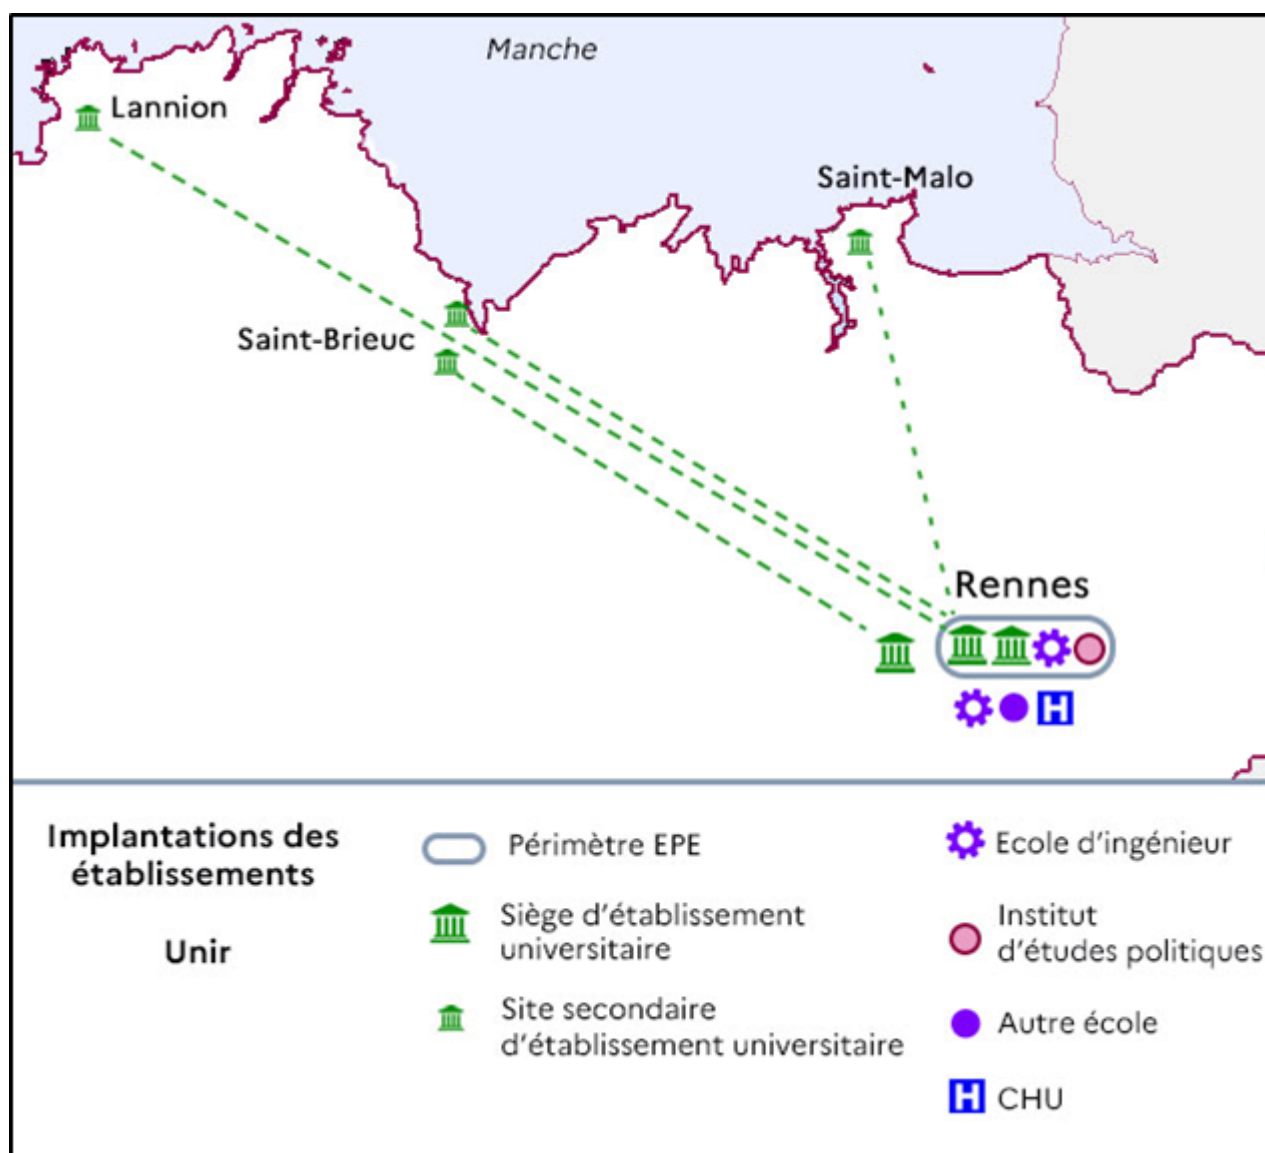 Manche
Lannion
Saint-Malo
Saint-Brieuc
Rennes
H
Implantations des
établissements
Unir
Périmètre EPE
Siège d'établissement
universitaire
Site secondaire
d'établissement universitaire
Ecole d'ingénieur
Institut
d'études politiques
Autre école
H CHU